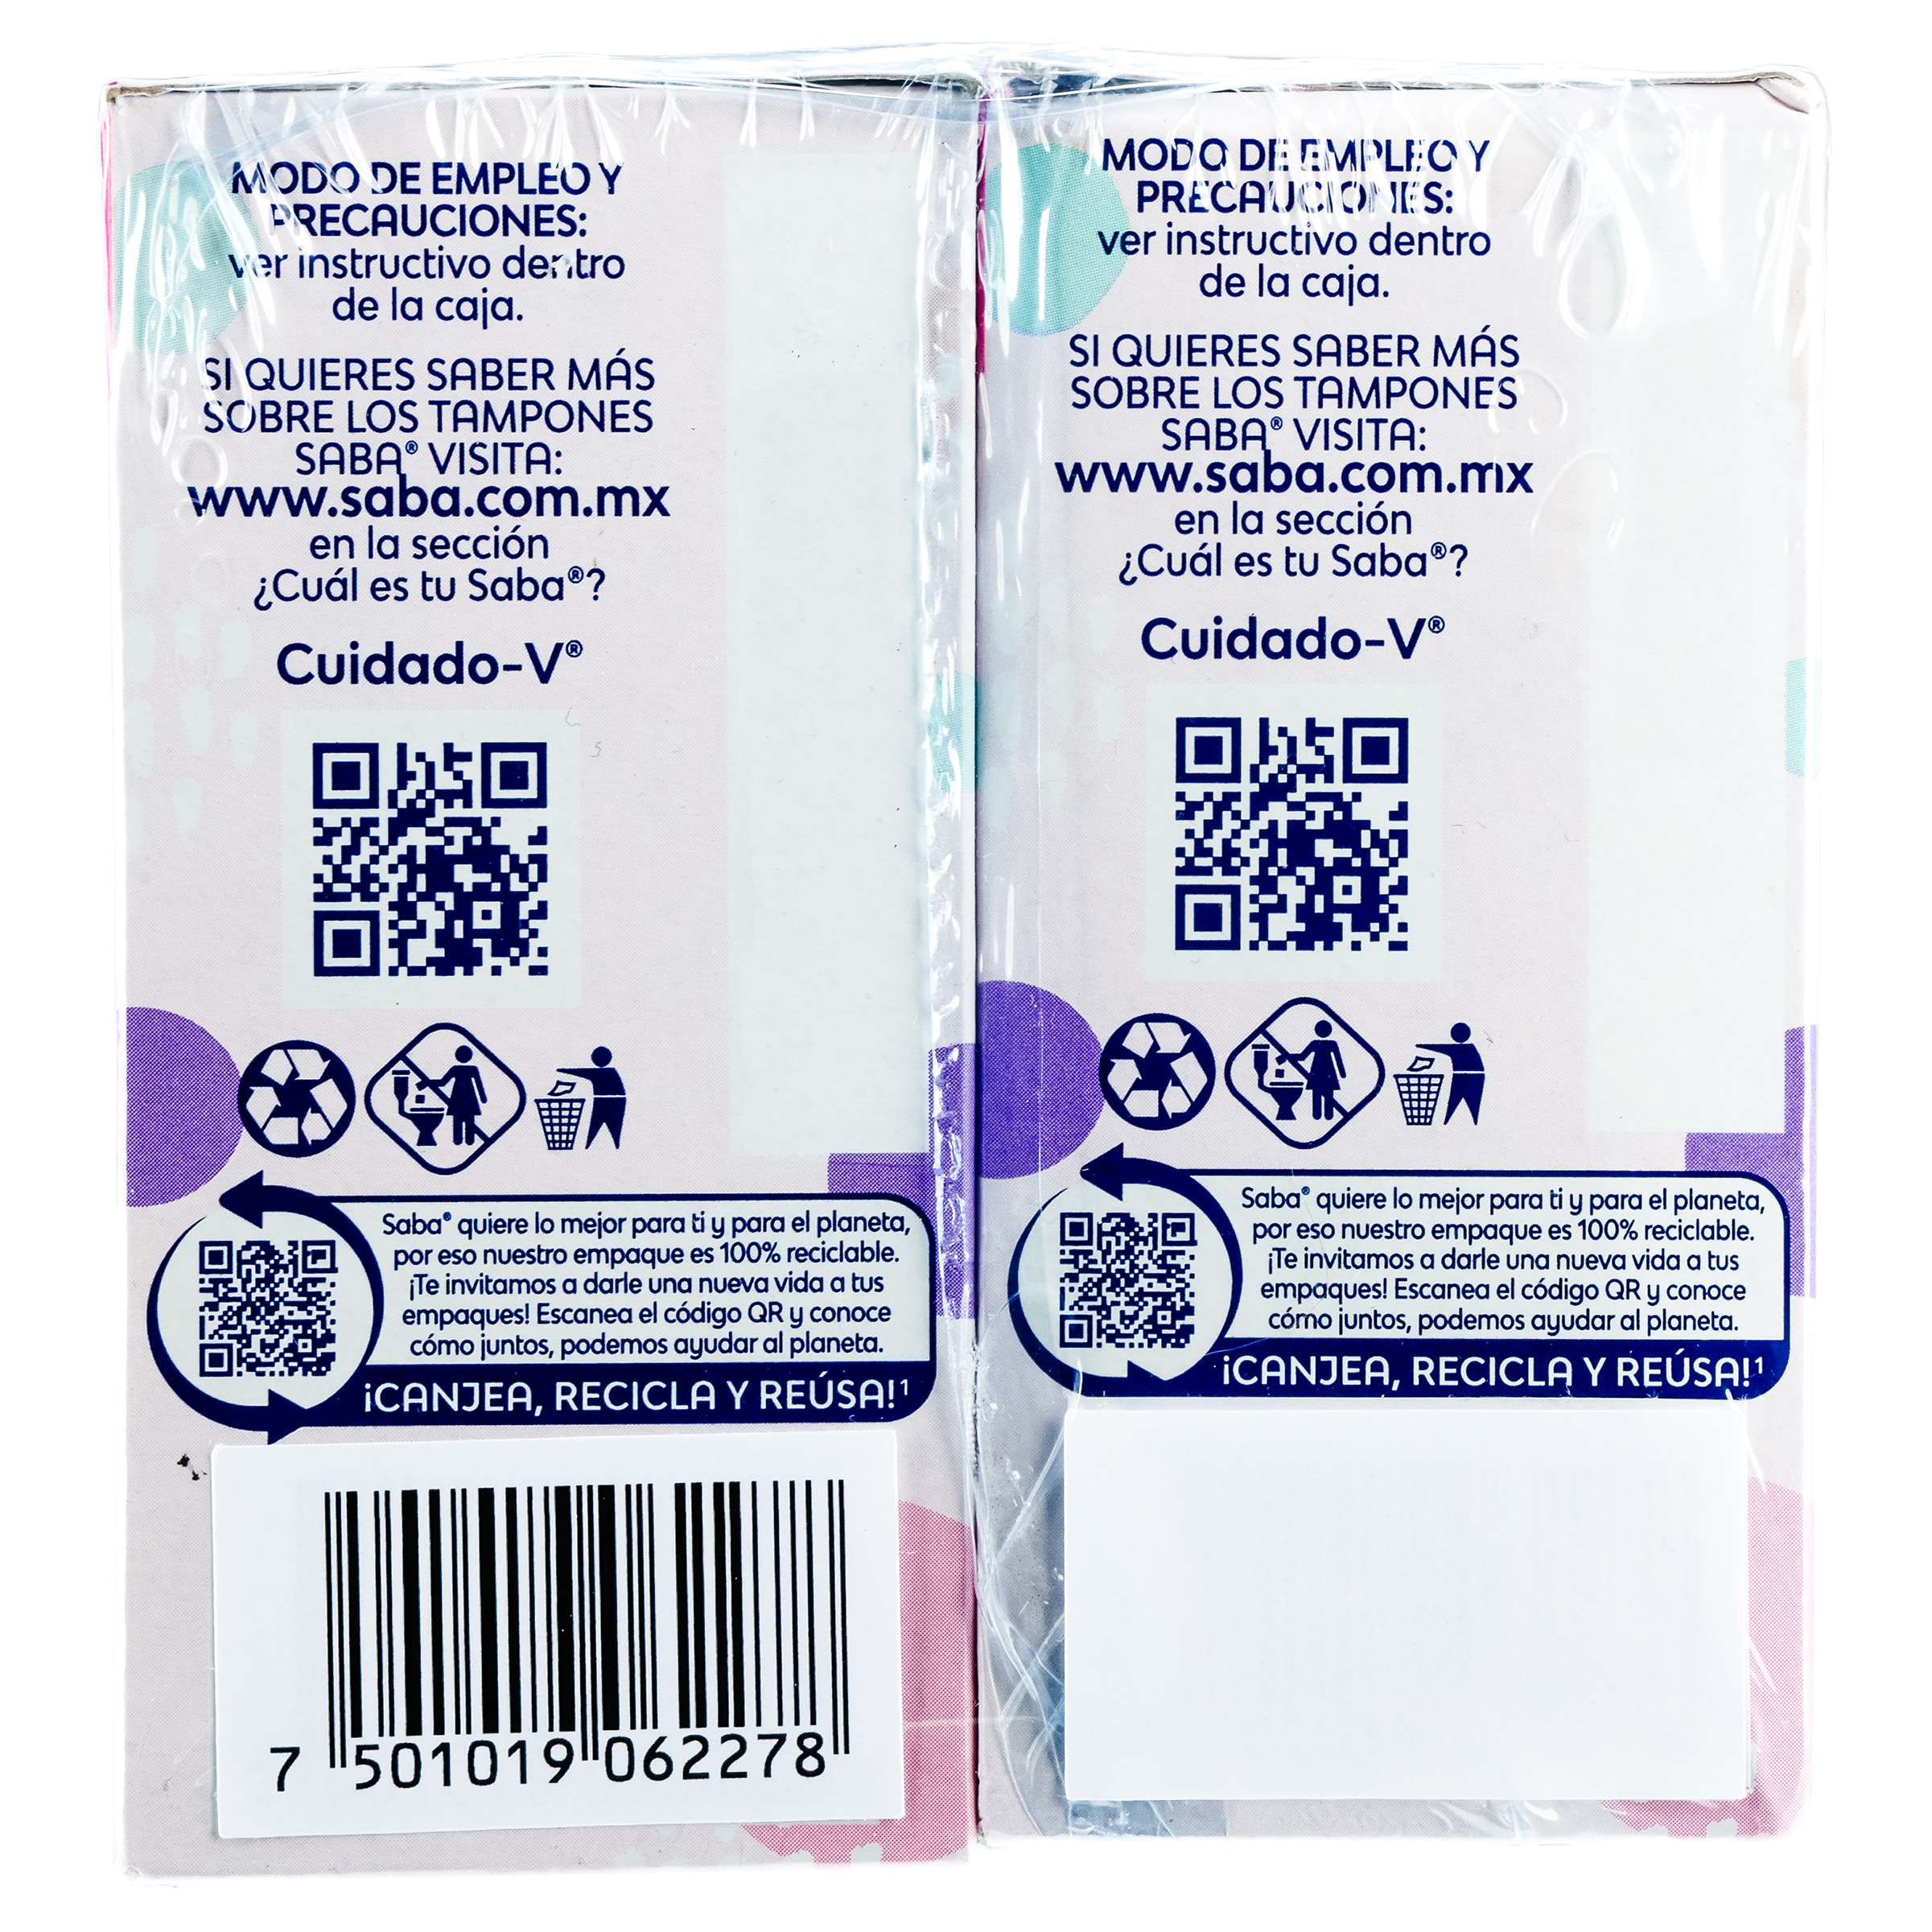 MODO DE EMPLEO Y
PRECAUCIONES:
ver instructivo dentro
de la caja.
SI QUIERES SABER MÁS
SOBRE LOS TAMPONES
SABA® VISITA:
www.saba.com.mx
en la sección
¿Cuál es tu Saba®?
Cuidado-V®
Saba® quiere lo mejor para ti y para el planeta,
por eso nuestro empaque es 100% reciclable.
¡Te invitamos a darle una nueva vida a tus
empaques! Escanea el código QR y conoce
cómo juntos, podemos ayudar al planeta.
¡CANJEA, RECICLA Y REÚSA!¹
7 501019 062278
MODO DE EMPLEO Y
PRECAUCIONES:
ver instructivo dentro
de la caja.
SI QUIERES SABER MÁS
SOBRE LOS TAMPONES
SABA® VISITA:
www.saba.com.mx
en la sección
¿Cuál es tu Saba®?
Cuidado-V®
Saba® quiere lo mejor para ti y para el planeta,
por eso nuestro empaque es 100% reciclable.
¡Te invitamos a darle una nueva vida a tus
empaques! Escanea el código QR y conoce
cómo juntos, podemos ayudar al planeta.
¡CANJEA, RECICLA Y REÚSA!¹